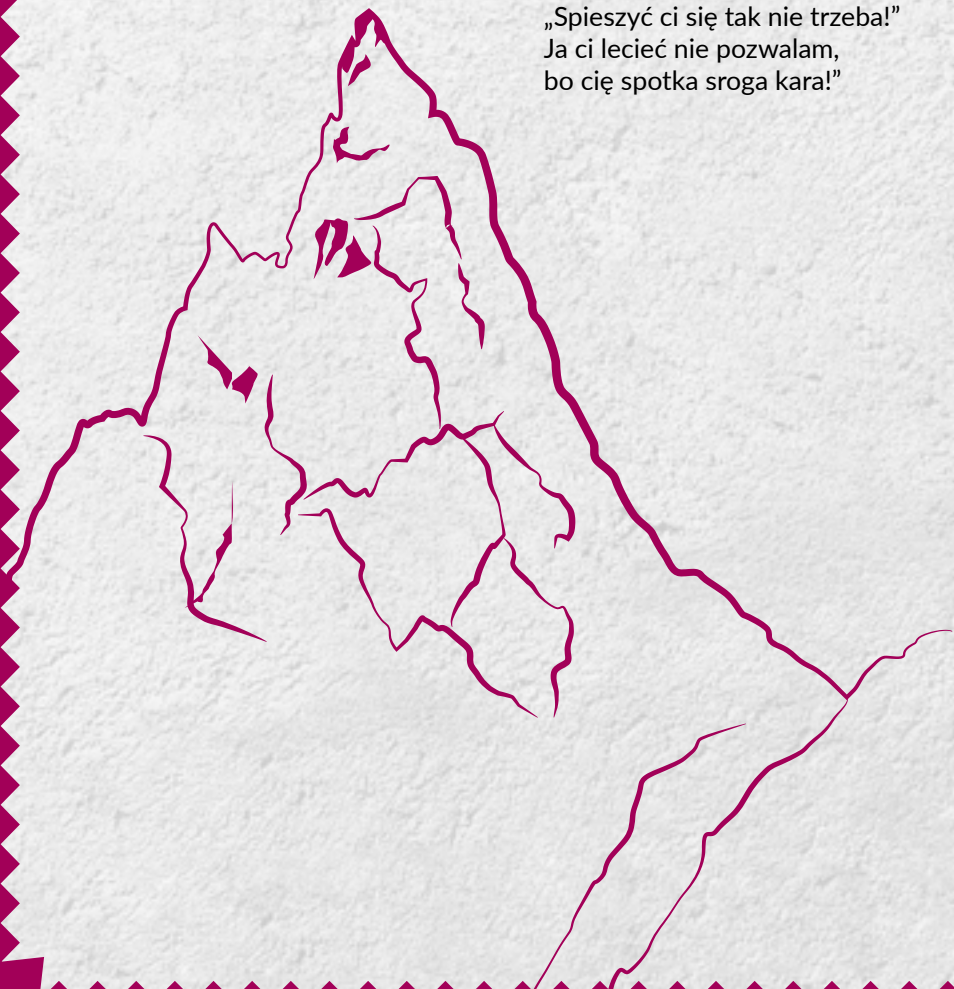 „Spieszyć ci się tak nie trzeba!”
Ja ci lecieć nie pozwalam,
bo cię spotka sroga kara!”